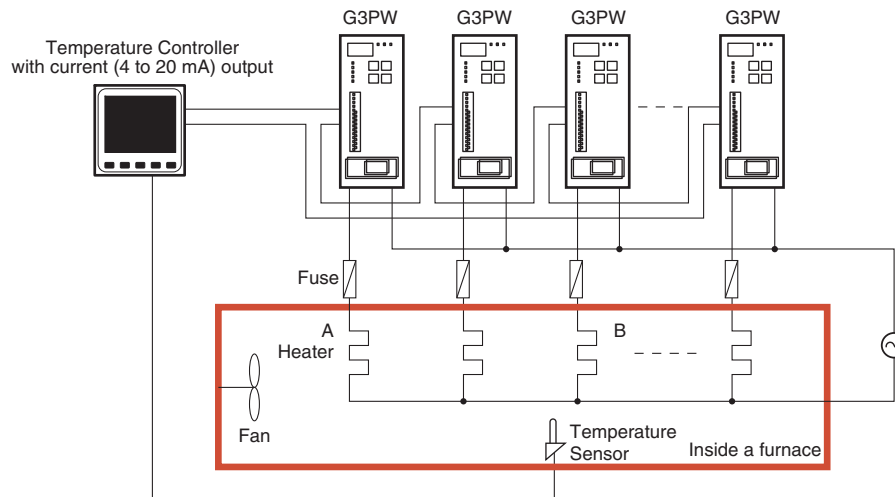 G3PW
G3PW
G3PW
G3PW
Temperature Controller
with current (4 to 20 mA) output
Fuse
A
B
Heater
Fan
Temperature
Sensor
Inside a furnace